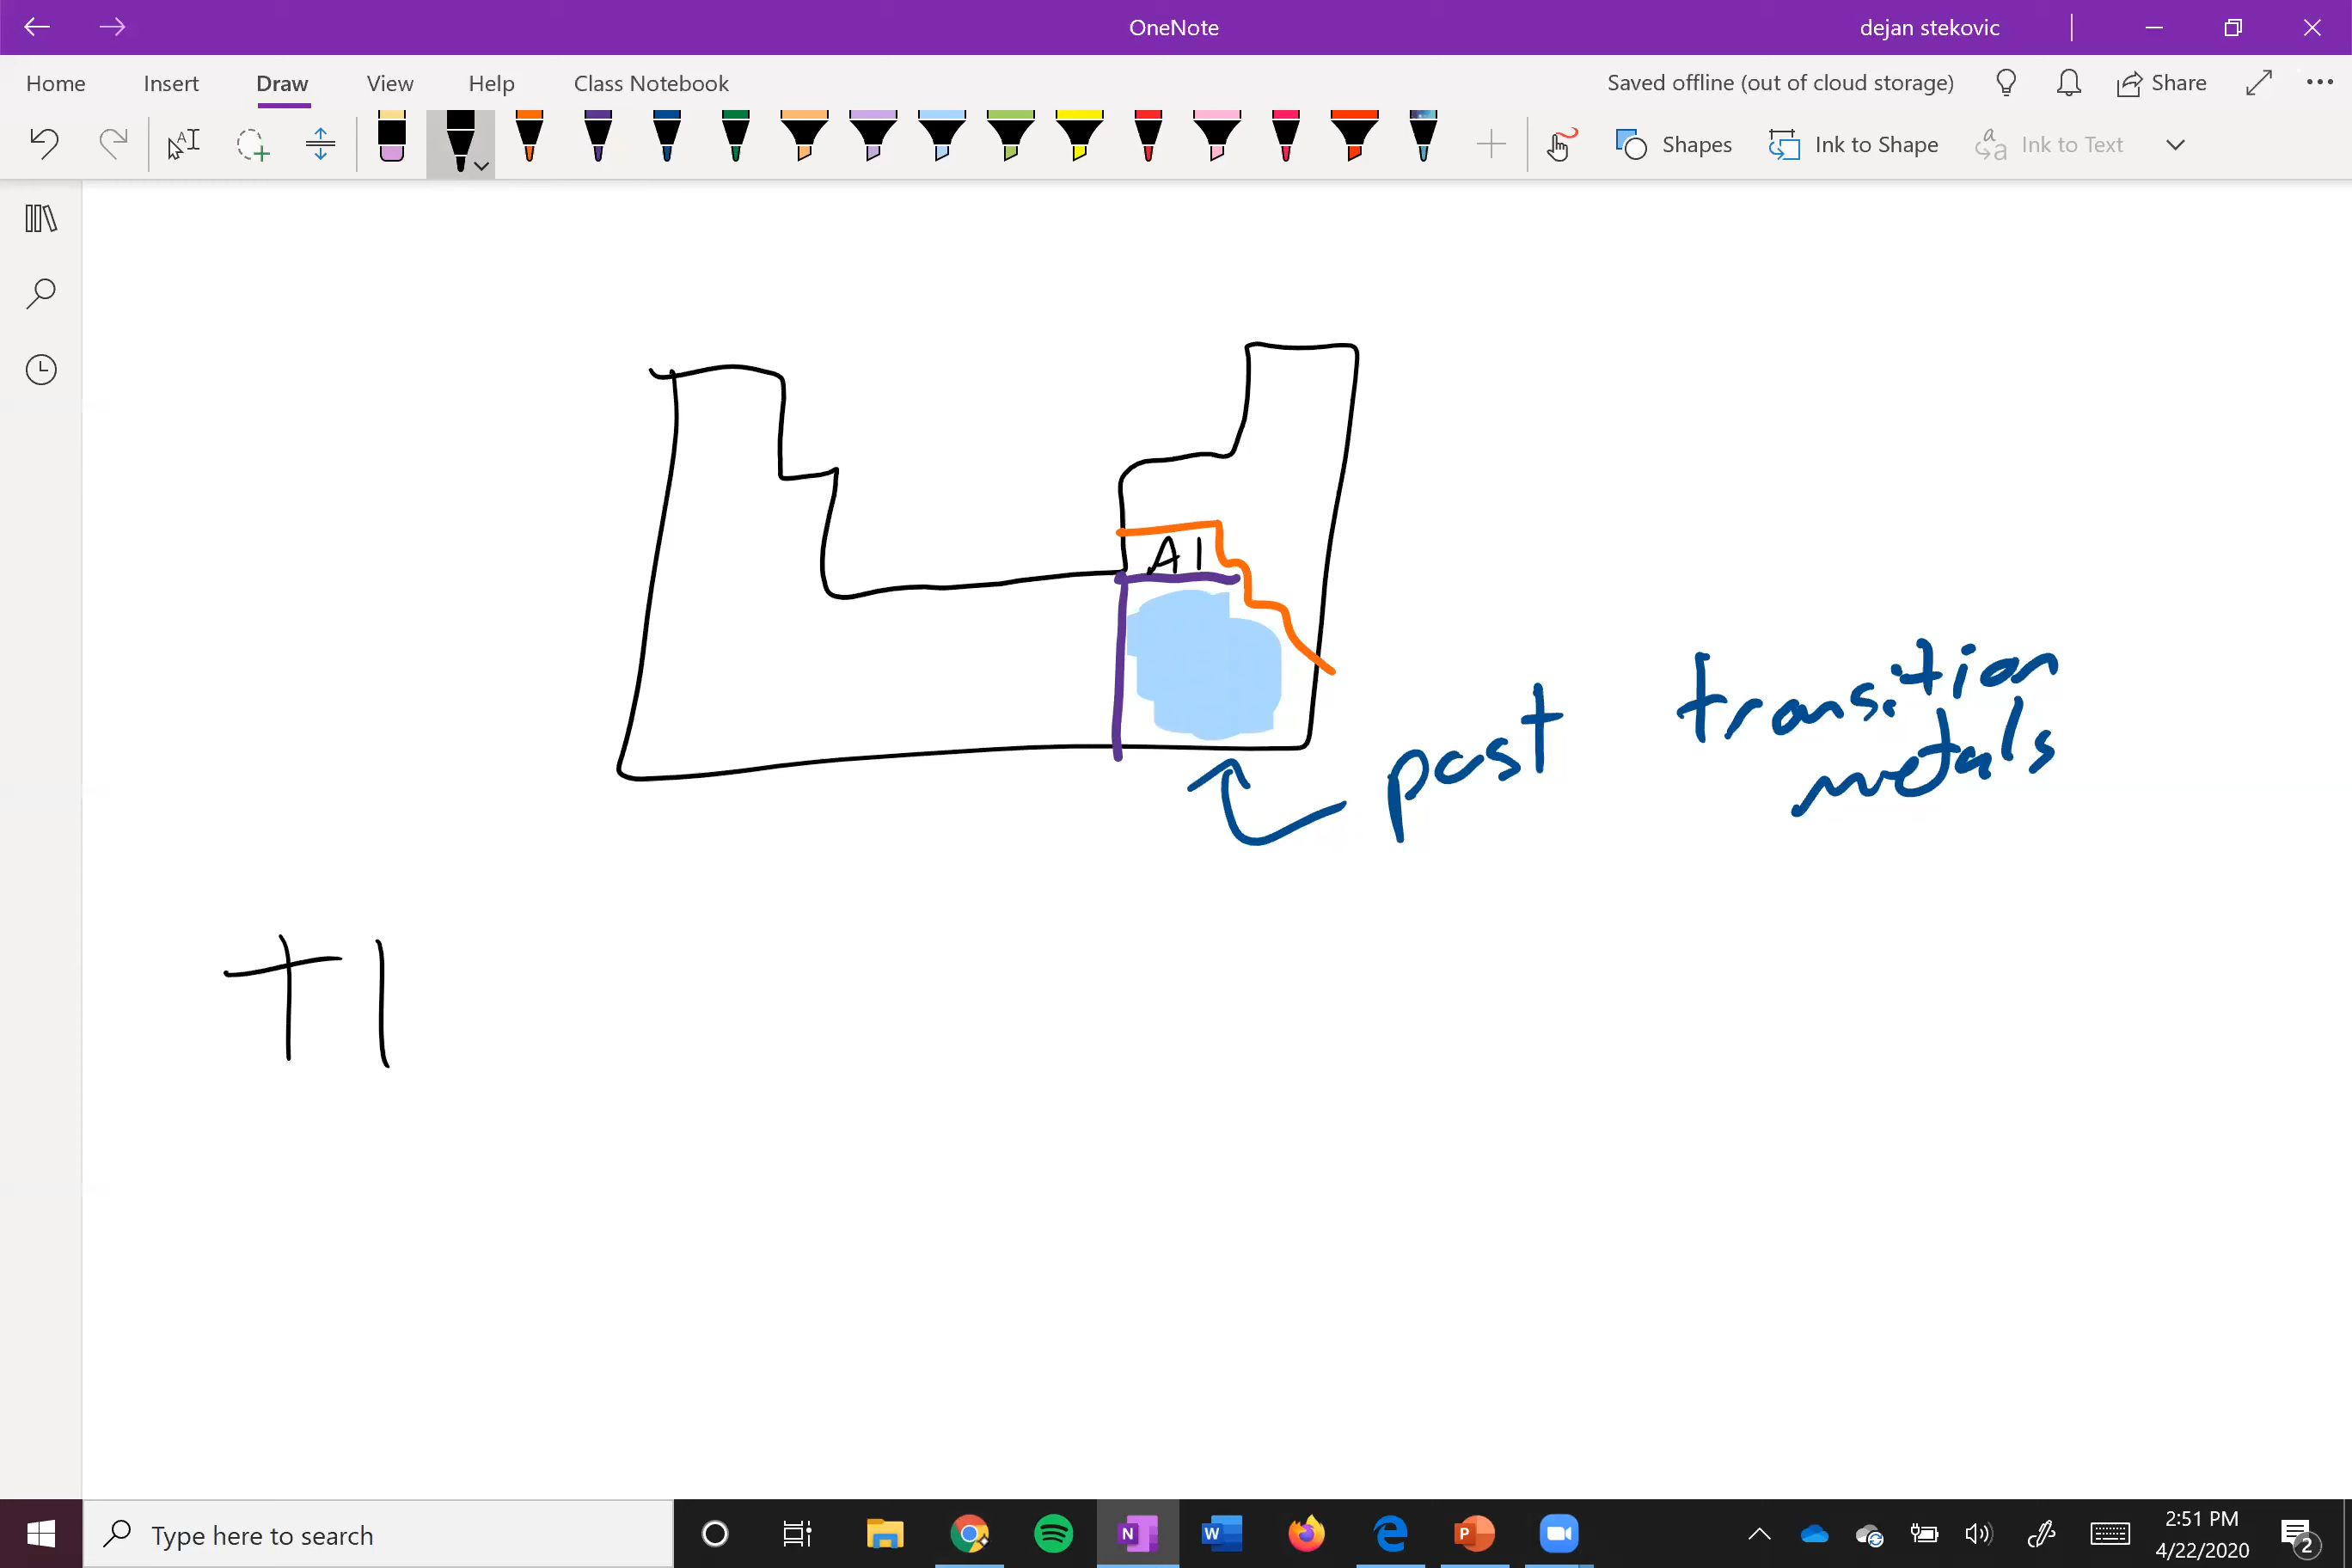 OneNote
dejan stekovic
Home Insert Draw View Help Class Notebook
Saved offline (out of cloud storage)
Share
Shapes
Ink to Shape
Ink to Text
Al
post transition
metals
Tl
Type here to search
2:51 PM
4/22/2020
2